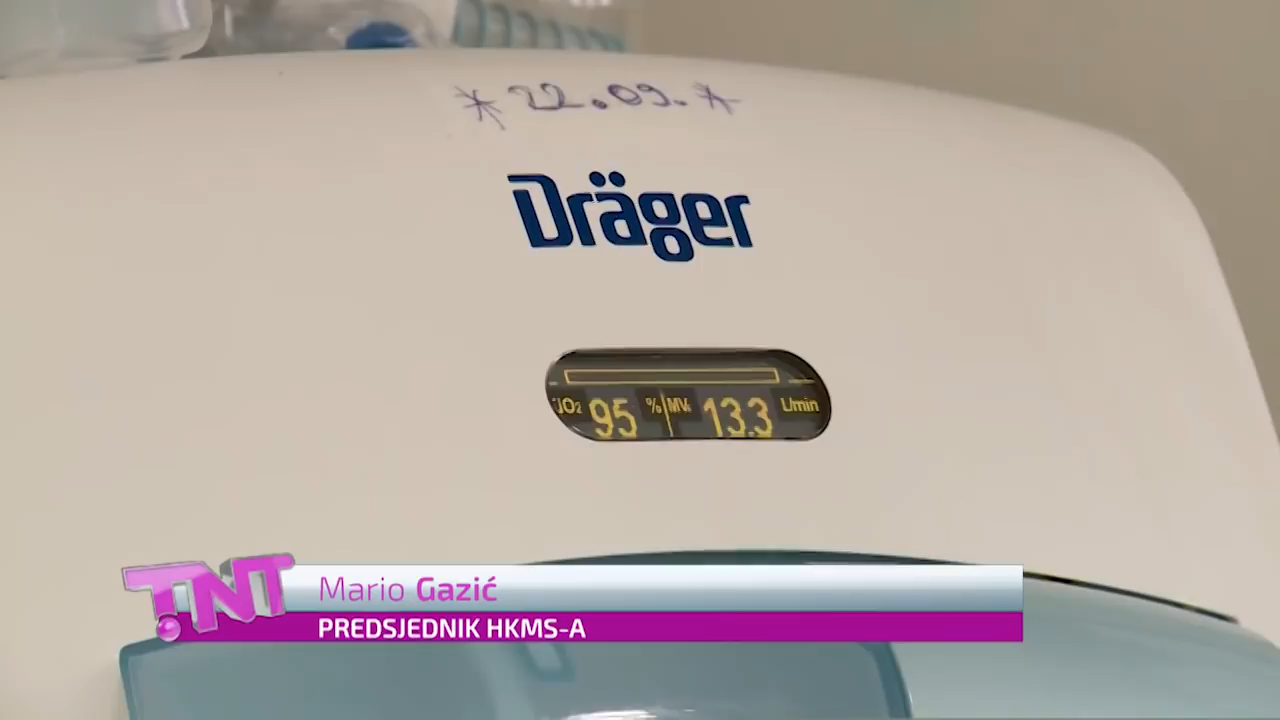 *22.09.*
Dräger
O₂ 95 % MV 13.3 L/min
TNT
Mario Gazić
PREDSJEDNIK HKMS-A